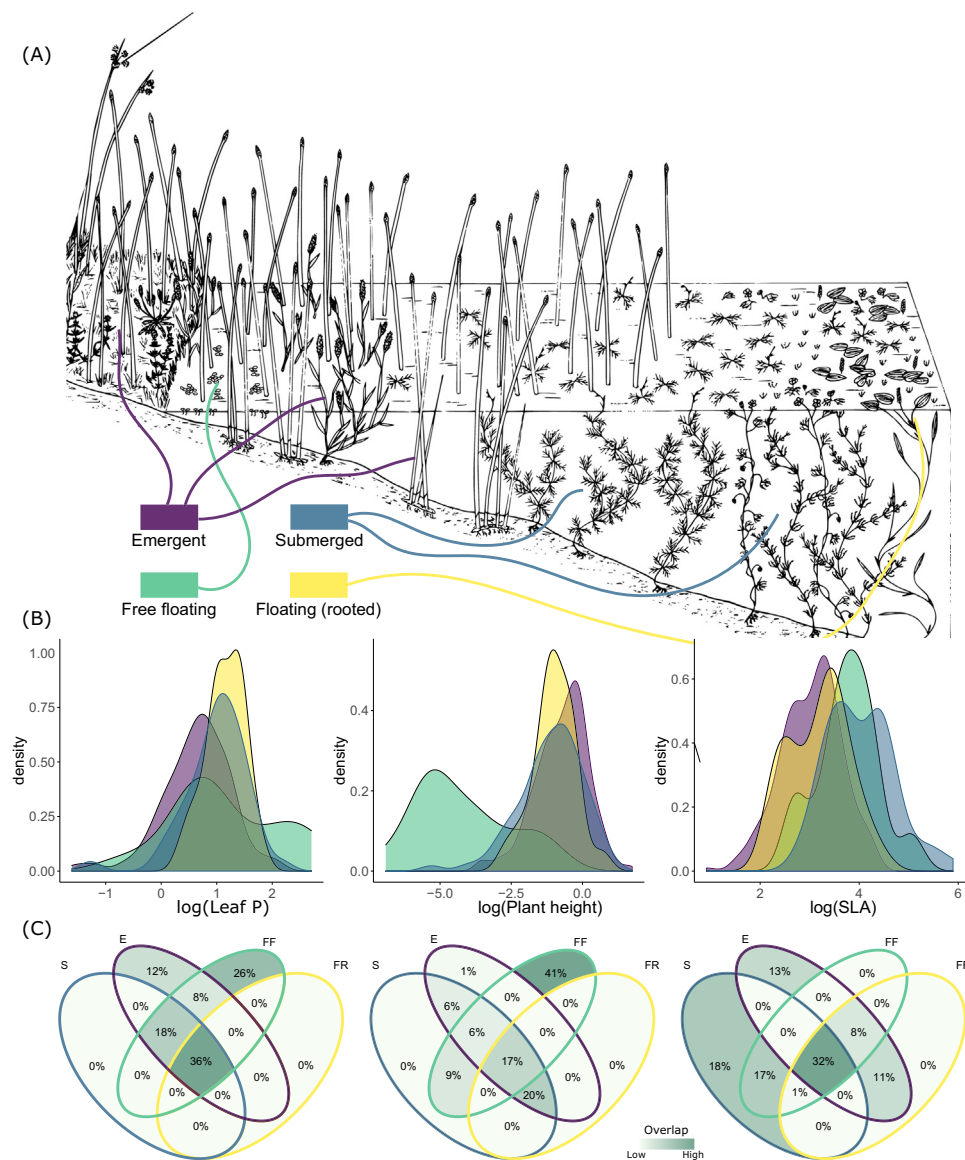 (A)
Emergent
Submerged
Free floating
Floating (rooted)
(B)
1.00
0.75
0.50
0.25
0.00
density
−1
0
1
2
log(Leaf P)
0.4
0.2
0.0
density
−5.0
−2.5
0.0
log(Plant height)
0.6
0.4
0.2
0.0
density
2
4
6
log(SLA)
(C)
S
E
FF
FR
12%
26%
8%
0%
0%
18%
0%
0%
36%
0%
0%
0%
0%
0%
0%
S
E
FF
FR
1%
41%
6%
0%
0%
6%
0%
0%
17%
9%
0%
0%
0%
20%
0%
S
E
FF
FR
13%
0%
0%
0%
0%
0%
8%
18%
17%
32%
11%
0%
1%
0%
0%
Overlap
Low
High